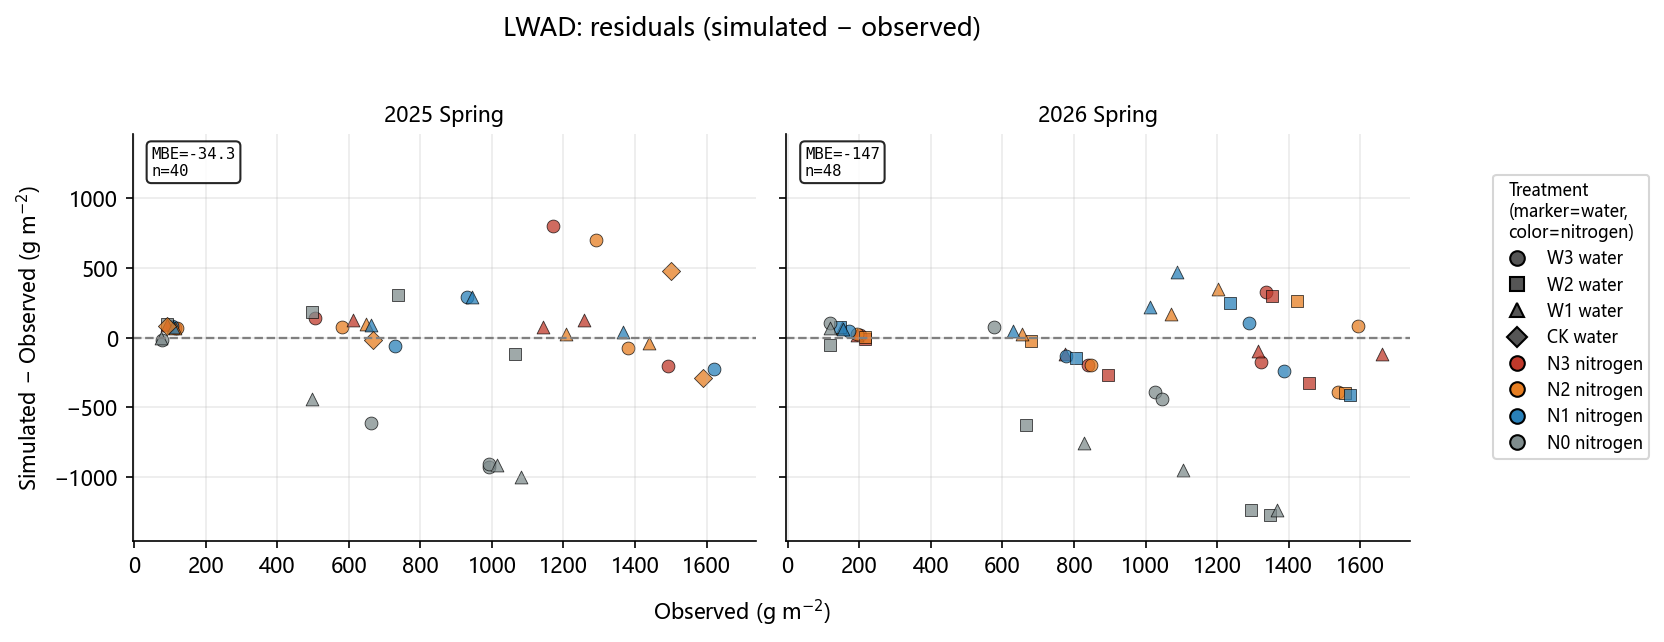 LWAD: residuals (simulated − observed)
2025 Spring
2026 Spring
MBE=-34.3
n=40
MBE=-147
n=48
Simulated − Observed (g m⁻²)
1000
500
0
−500
−1000
0 200 400 600 800 1000 1200 1400 1600
0 200 400 600 800 1000 1200 1400 1600
Observed (g m⁻²)
Treatment
(marker=water,
color=nitrogen)
W3 water
W2 water
W1 water
CK water
N3 nitrogen
N2 nitrogen
N1 nitrogen
N0 nitrogen